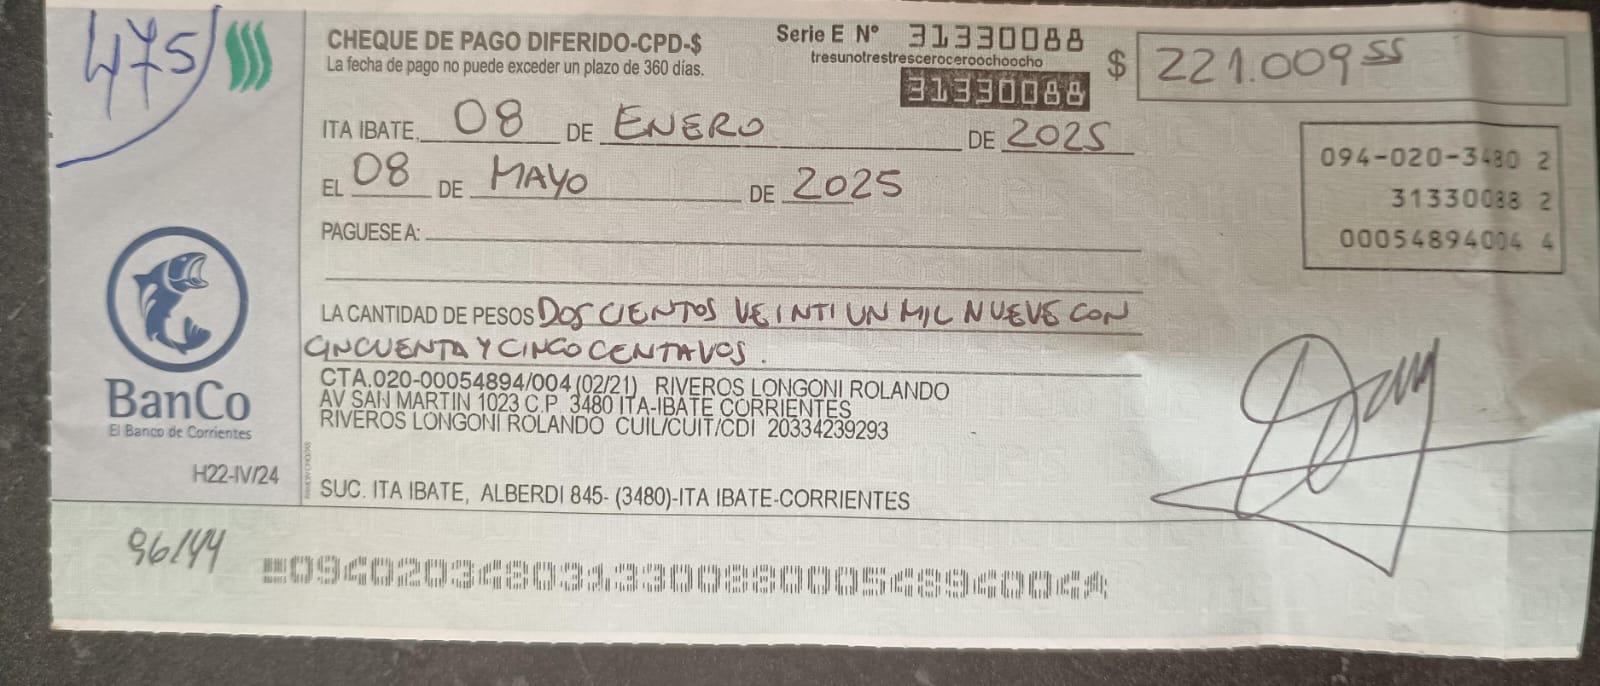 475/
CHEQUE DE PAGO DIFERIDO-CPD-$
La fecha de pago no puede exceder un plazo de 360 días.
Serie E Nº 31330088
tresunotrestresceroceroochoocho
31330088
$ 221.009 55
ITA IBATE. 08 DE ENERO DE 2025
EL 08 DE MAYO DE 2025
094-020-3480 2
31330088 2
00054894004 4
PAGUESE A:
LA CANTIDAD DE PESOS DOSCIENTOS VEINTI UN MIL NUEVE CON
CINCUENTA Y CINCO CENTAVOS.
CTA.020-00054894/004 (02/21) RIVEROS LONGONI ROLANDO
AV SAN MARTIN 1023 C.P. 3480 ITA-IBATE CORRIENTES
RIVEROS LONGONI ROLANDO CUIL/CUIT/CDI 20334239293
BanCo
El Banco de Corrientes
H22-IV/24
SUC. ITA IBATE, ALBERDI 845- (3480)-ITA IBATE-CORRIENTES
96/44
094020348031330088000548940044